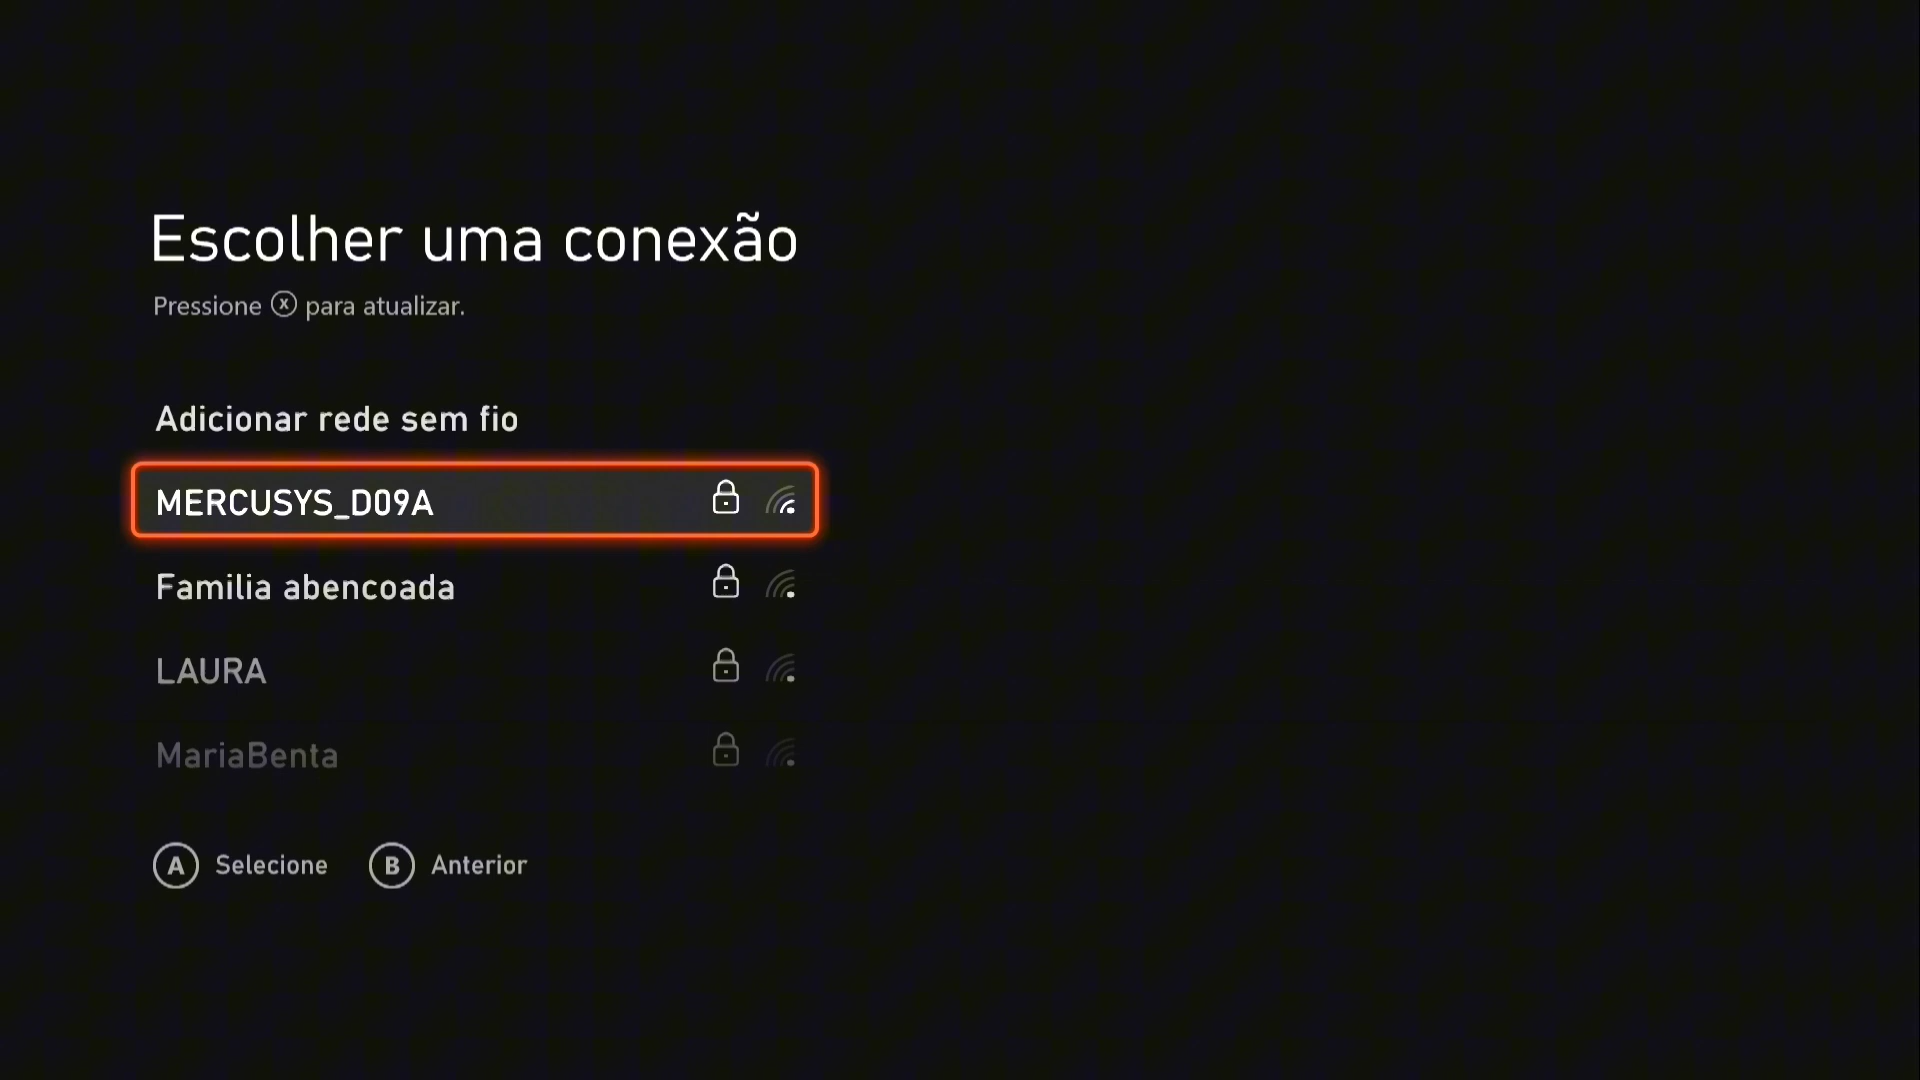 Escolher uma conexão
Pressione ⓧ para atualizar.
Adicionar rede sem fio
MERCUSYS_D09A
Familia abencoada
LAURA
MariaBenta
A Selecione B Anterior